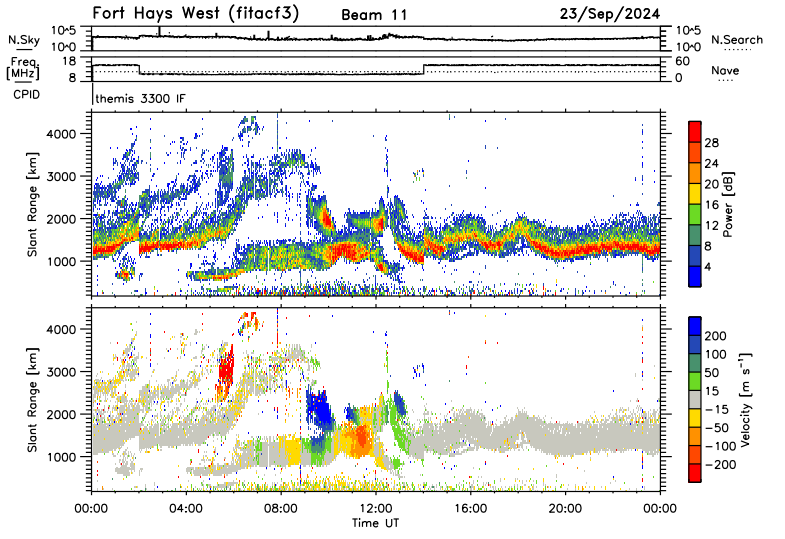 Fort Hays West (fitacf3) Beam 11 23/Sep/2024
N.Sky 10^5 10^0 10^5 10^0 N.Search
Freq. [MHz] 18 8 60 0 Nave
CPID themis 3300 IF
Slant Range [km] 4000 3000 2000 1000
Power [dB] 28 24 20 16 12 8 4
Slant Range [km] 4000 3000 2000 1000
Velocity [m s⁻¹] 200 100 50 15 −15 −50 −100 −200
00:00 04:00 08:00 12:00 16:00 20:00 00:00
Time UT